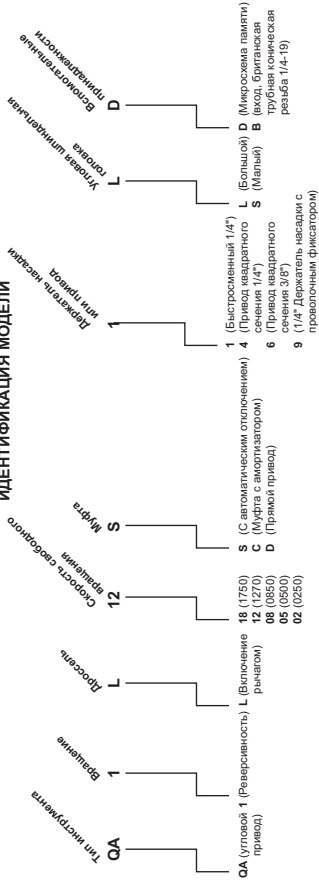 ИДЕНТИФИКАЦИЯ МОДЕЛИ
Тип инструмента
QA
QA (угловой
привод)
Вращение
1
1 (Реверсивность)
Дроссель
L
L (Включение
рычагом)
Скорость свободного
вращения
12
18 (1750)
12 (1270)
08 (0850)
05 (0500)
02 (0250)
Муфта
S
S (С автоматическим отключением)
C (Муфта с амортизатором)
D (Прямой привод)
Держатель насадки
или привод
1
1 (Быстросменный 1/4")
4 (Привод квадратного
сечения 1/4")
6 (Привод квадратного
сечения 3/8")
9 (1/4" Держатель насадки с
проволочным фиксатором)
Угловая шпиндельная
головка
L
L (Большой)
S (Малый)
Вспомогательные
принадлежности
D
D (Микросхема памяти)
B (вход, британская
трубная коническая
резьба 1/4-19)